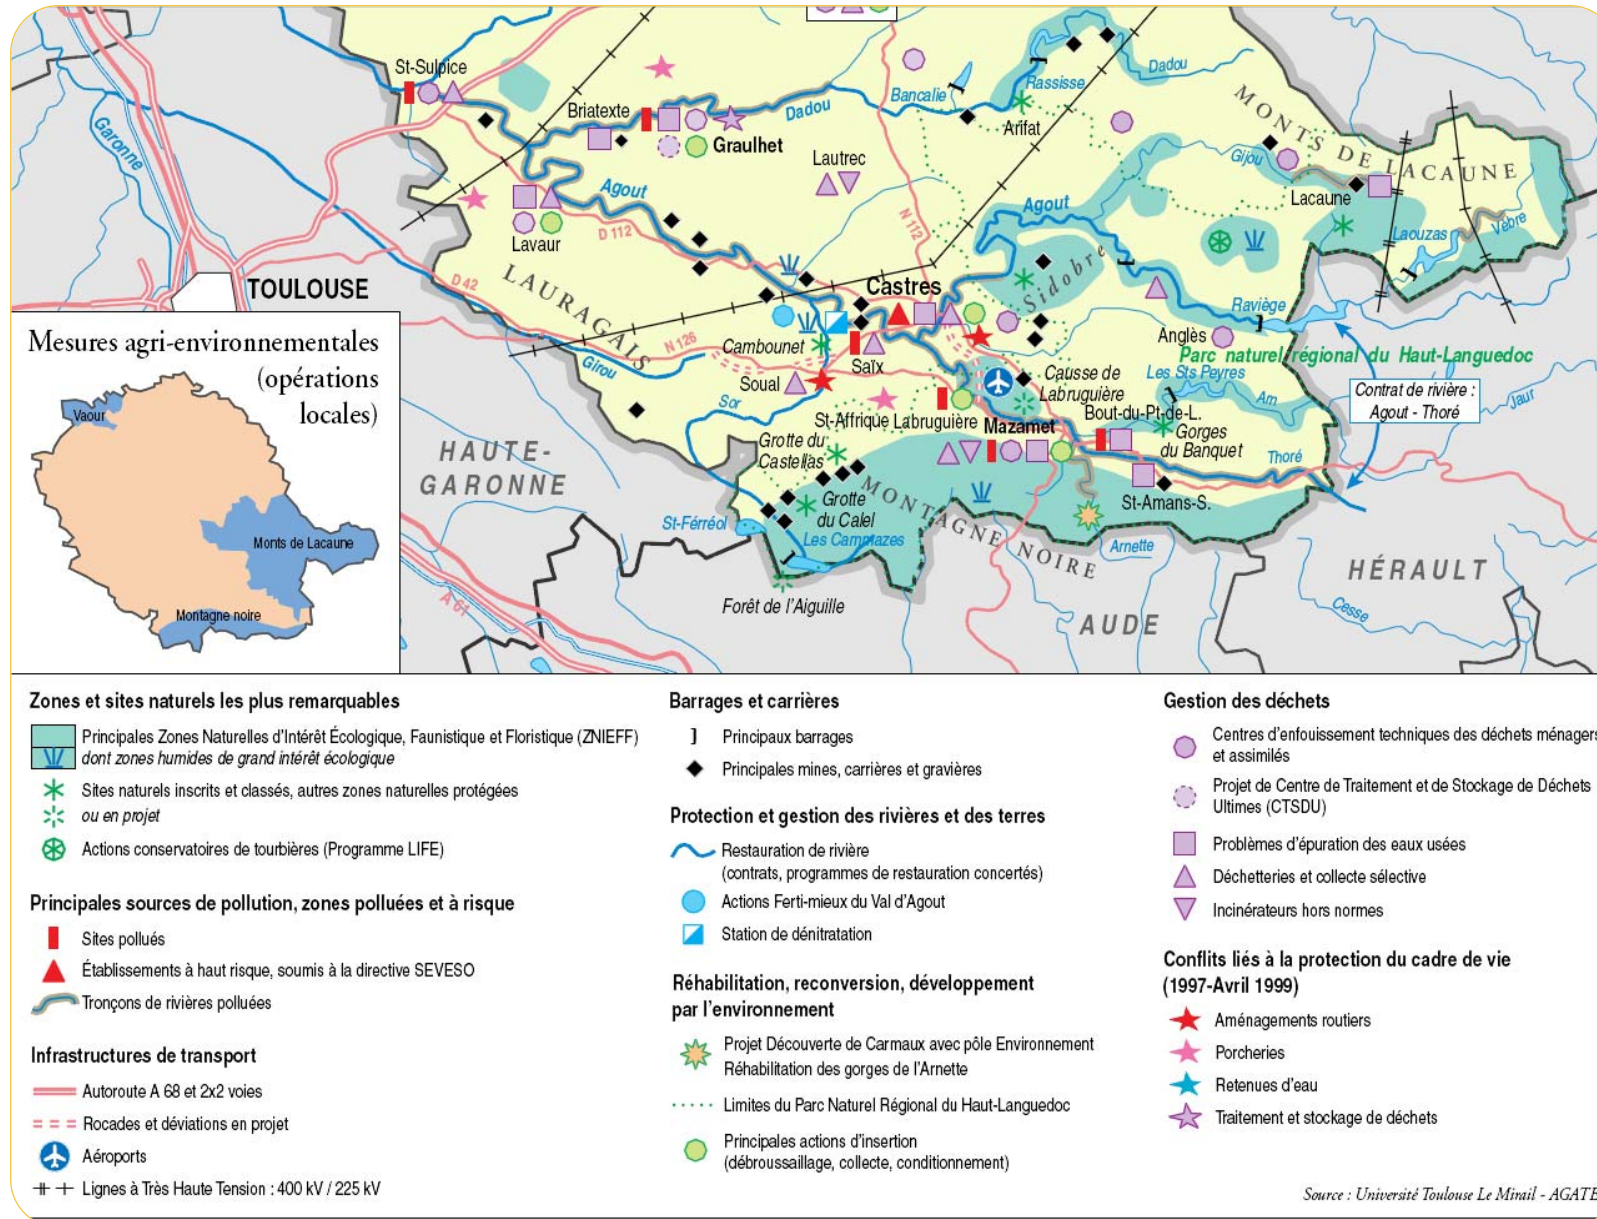 St-Sulpice
Garonne
Briatexte
Graulhet
Dadou
Bancalie
Rassisse
Dadou
Arifat
MONTS DE LACAUNE
Gijou
Lacaune
Laouzas
Vèbre
Lautrec
Agout
Agout
N 112
D 112
Lavaur
LAURAGAIS
D 42
TOULOUSE
Castres
Sidobre
Raviège
Anglès
Parc naturel régional du Haut-Languedoc
Cambounet
Saïx
N 126
Girou
Soual
Sor
Causse de
Labruguière
Les Sts Peyres
Arn
Contrat de rivière :
Agout - Thoré
Jaur
St-Affrique
Labruguière
Mazamet
Bout-du-Pt-de-L.
Gorges
du Banquet
Thoré
St-Amans-S.
Grotte du
Castellas
Grotte
du Calel
MONTAGNE NOIRE
St-Férréol
Les Cammazes
Arnette
Forêt de l'Aiguille
HAUTE-
GARONNE
A 61
AUDE
HÉRAULT
Cesse
Mesures agri-environnementales
(opérations
locales)
Vaour
Monts de Lacaune
Montagne noire
Zones et sites naturels les plus remarquables
Principales Zones Naturelles d'Intérêt Écologique, Faunistique et Floristique (ZNIEFF)
dont zones humides de grand intérêt écologique
Sites naturels inscrits et classés, autres zones naturelles protégées
ou en projet
Actions conservatoires de tourbières (Programme LIFE)
Principales sources de pollution, zones polluées et à risque
Sites pollués
Établissements à haut risque, soumis à la directive SEVESO
Tronçons de rivières polluées
Infrastructures de transport
Autoroute A 68 et 2x2 voies
Rocades et déviations en projet
Aéroports
Lignes à Très Haute Tension : 400 kV / 225 kV
Barrages et carrières
Principaux barrages
Principales mines, carrières et gravières
Protection et gestion des rivières et des terres
Restauration de rivière
(contrats, programmes de restauration concertés)
Actions Ferti-mieux du Val d'Agout
Station de dénitratation
Réhabilitation, reconversion, développement
par l'environnement
Projet Découverte de Carmaux avec pôle Environnement
Réhabilitation des gorges de l'Arnette
Limites du Parc Naturel Régional du Haut-Languedoc
Principales actions d'insertion
(débroussaillage, collecte, conditionnement)
Gestion des déchets
Centres d'enfouissement techniques des déchets ménagers
et assimilés
Projet de Centre de Traitement et de Stockage de Déchets
Ultimes (CTSDU)
Problèmes d'épuration des eaux usées
Déchetteries et collecte sélective
Incinérateurs hors normes
Conflits liés à la protection du cadre de vie
(1997-Avril 1999)
Aménagements routiers
Porcheries
Retenues d'eau
Traitement et stockage de déchets
Source : Université Toulouse Le Mirail - AGATE